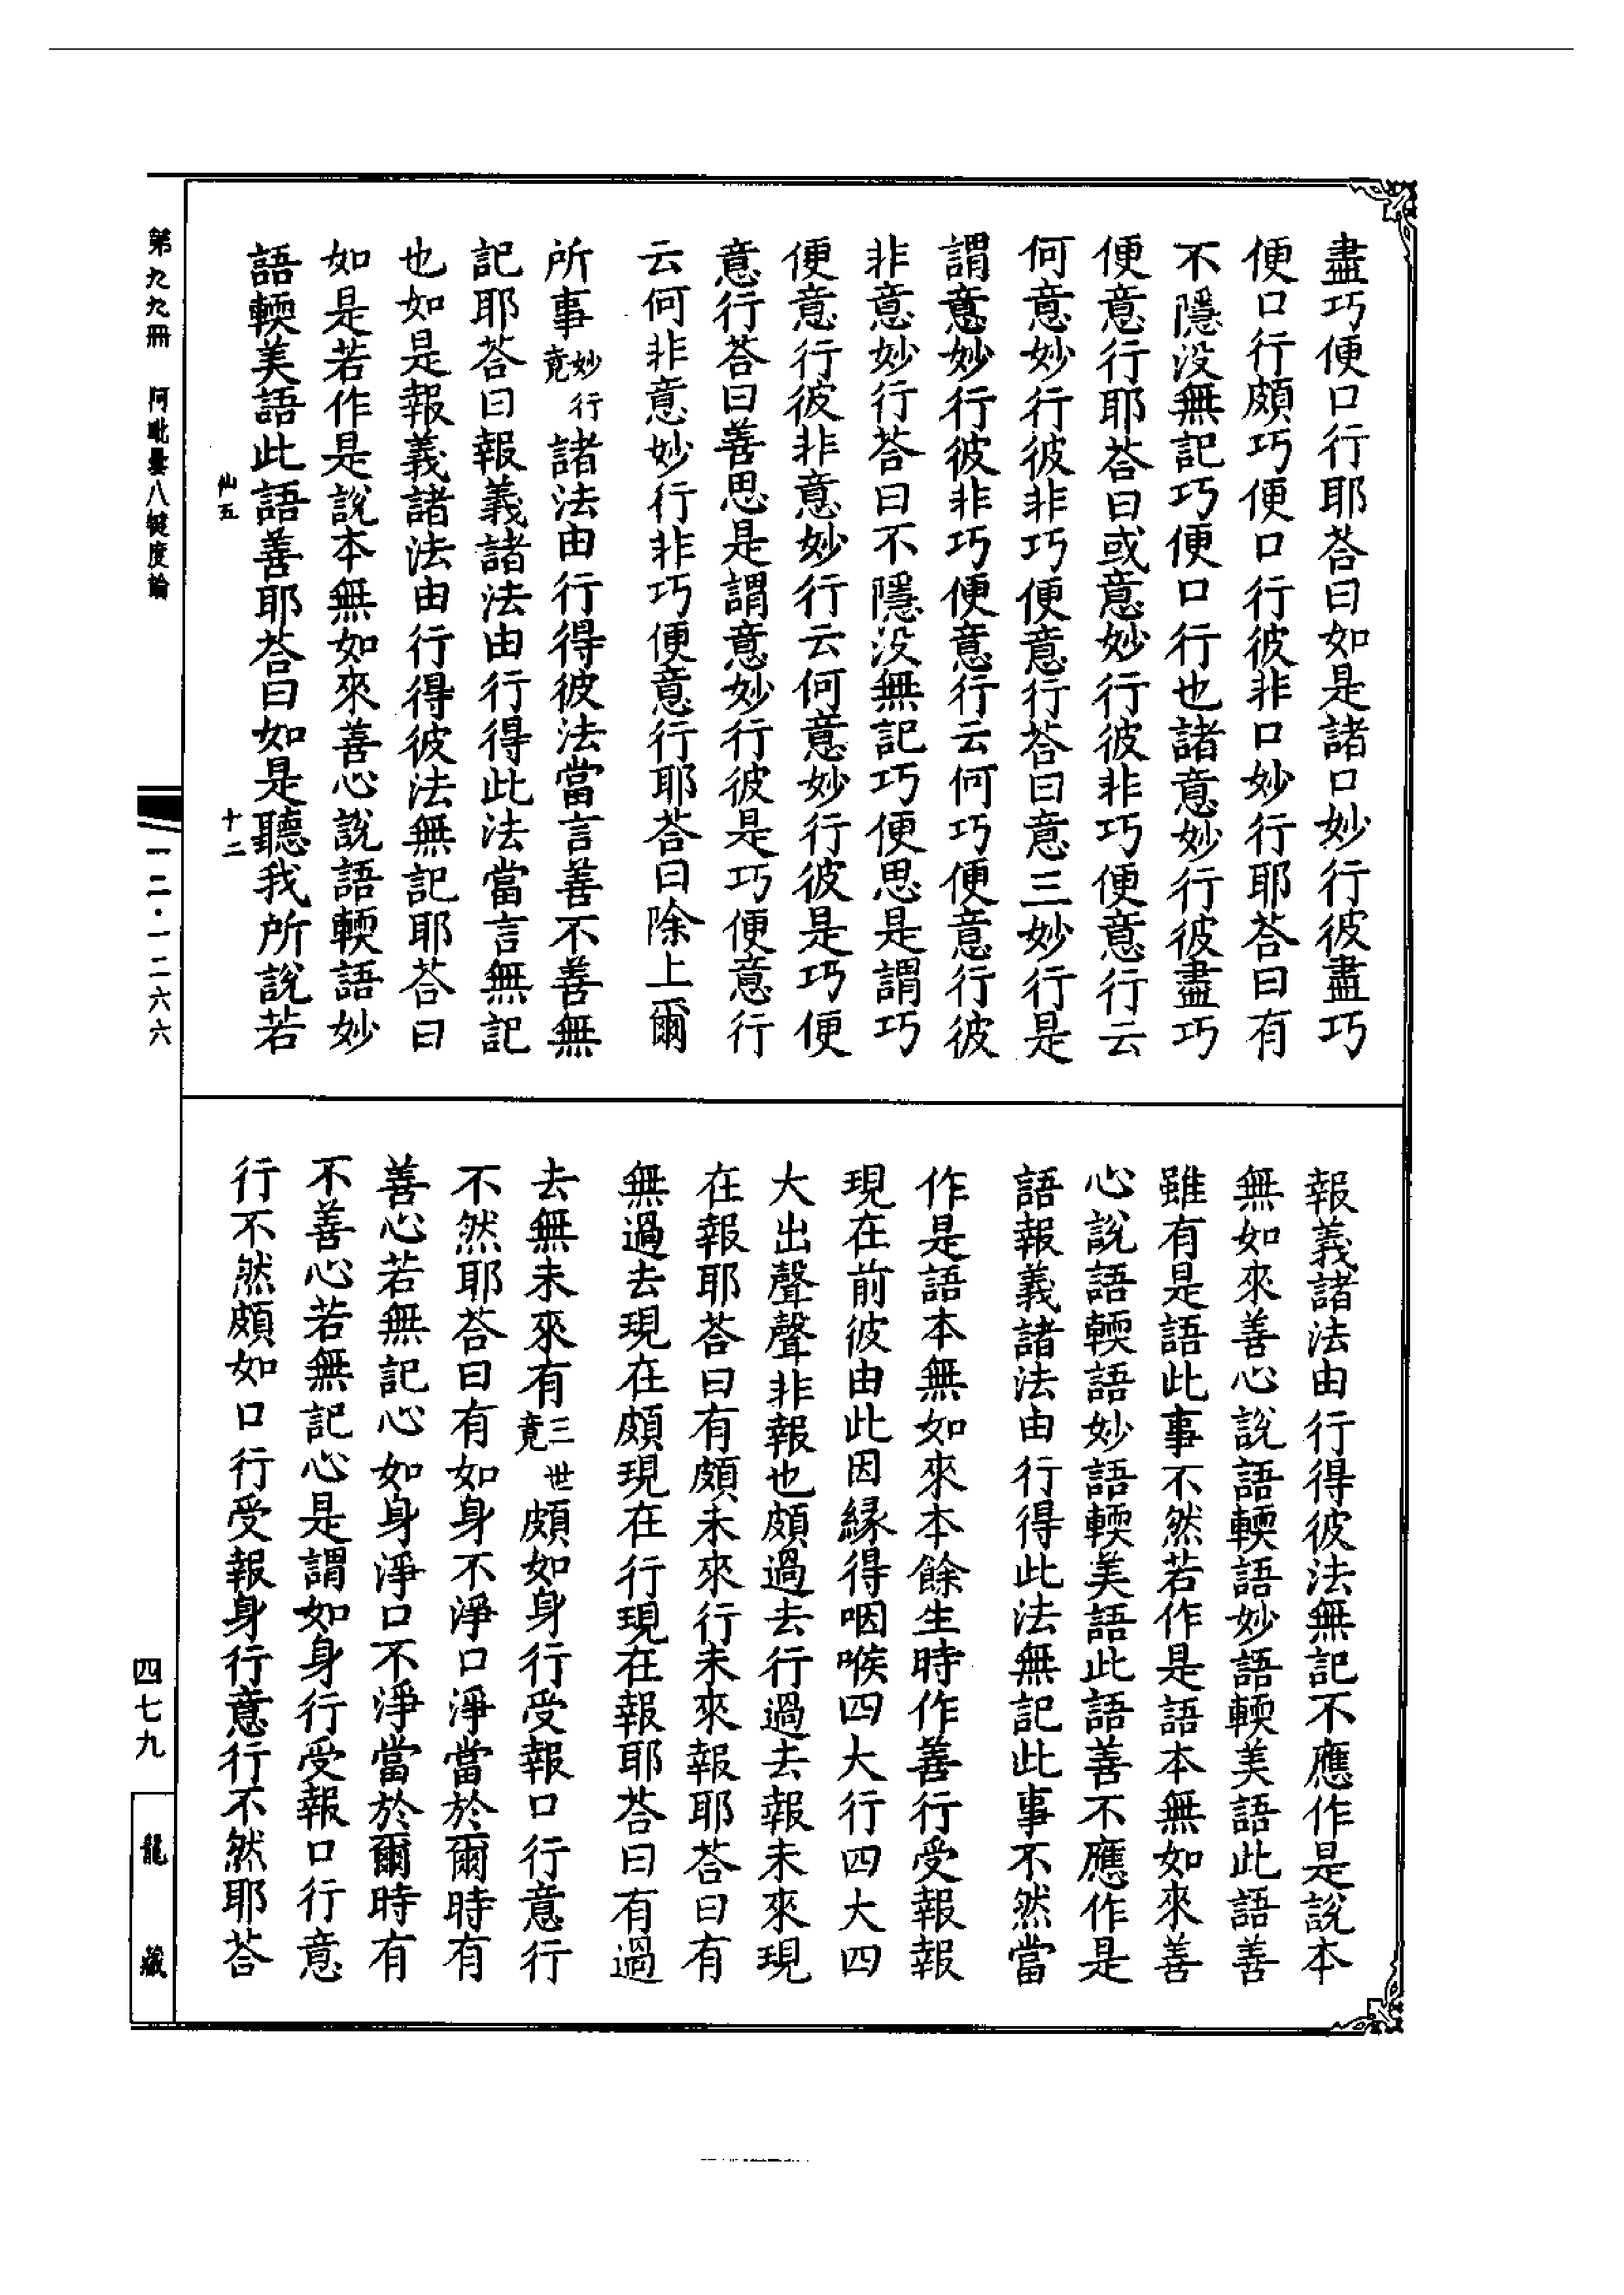 盡巧便口行耶荅曰如是諸口妙行彼盡巧
便口行頗巧便口行彼非口妙行耶荅曰有
不隱没無記巧便口行也諸意妙行彼盡巧
便意行耶荅曰或意妙行彼非巧便意行云
何意妙行彼非巧便意行荅曰意三妙行是
謂意妙行彼非巧便意行云何巧便意行彼
非意妙行荅曰不隱没無記巧便思是謂巧
便意行彼非意妙行云何意妙行彼是巧便
意行荅曰善思是謂意妙行彼是巧便意行
云何非意妙行非巧便意行耶荅曰除上爾
所事妙行竟諸法由行得彼法當言善不善無
記耶荅曰報義諸法由行得此法當言無記
也如是報義諸法由行得彼法無記耶荅曰
如是若作是說本無如來善心說語輭語妙
語輭美語此語善耶荅曰如是聽我所說若
報義諸法由行得彼法無記不應作是說本
無如來善心說語輭語妙語輭美語此語善
雖有是語此事不然若作是語本無如來善
心說語輭語妙語輭美語此語善不應作是
語報義諸法由行得此法無記此事不然當
作是語本無如來本餘生時作善行受報報
現在前彼由此因緣得咽喉四大行四大四
大出聲聲非報也頗過去行過去報未來現
在報耶荅曰有頗未來行未來報耶荅曰有
無過去現在頗現在行現在報耶荅曰有過
去無未來有三世竟頗如身行受報口行意行
不然耶荅曰有如身不淨口淨當於爾時有
善心若無記心如身淨口不淨當於爾時有
不善心若無記心是謂如身行受報口行意
行不然頗如口行受報身行意行不然耶荅
第九九冊 阿毗曇八犍度論
仙五
十二
一二·一二六六
四七九
龍藏